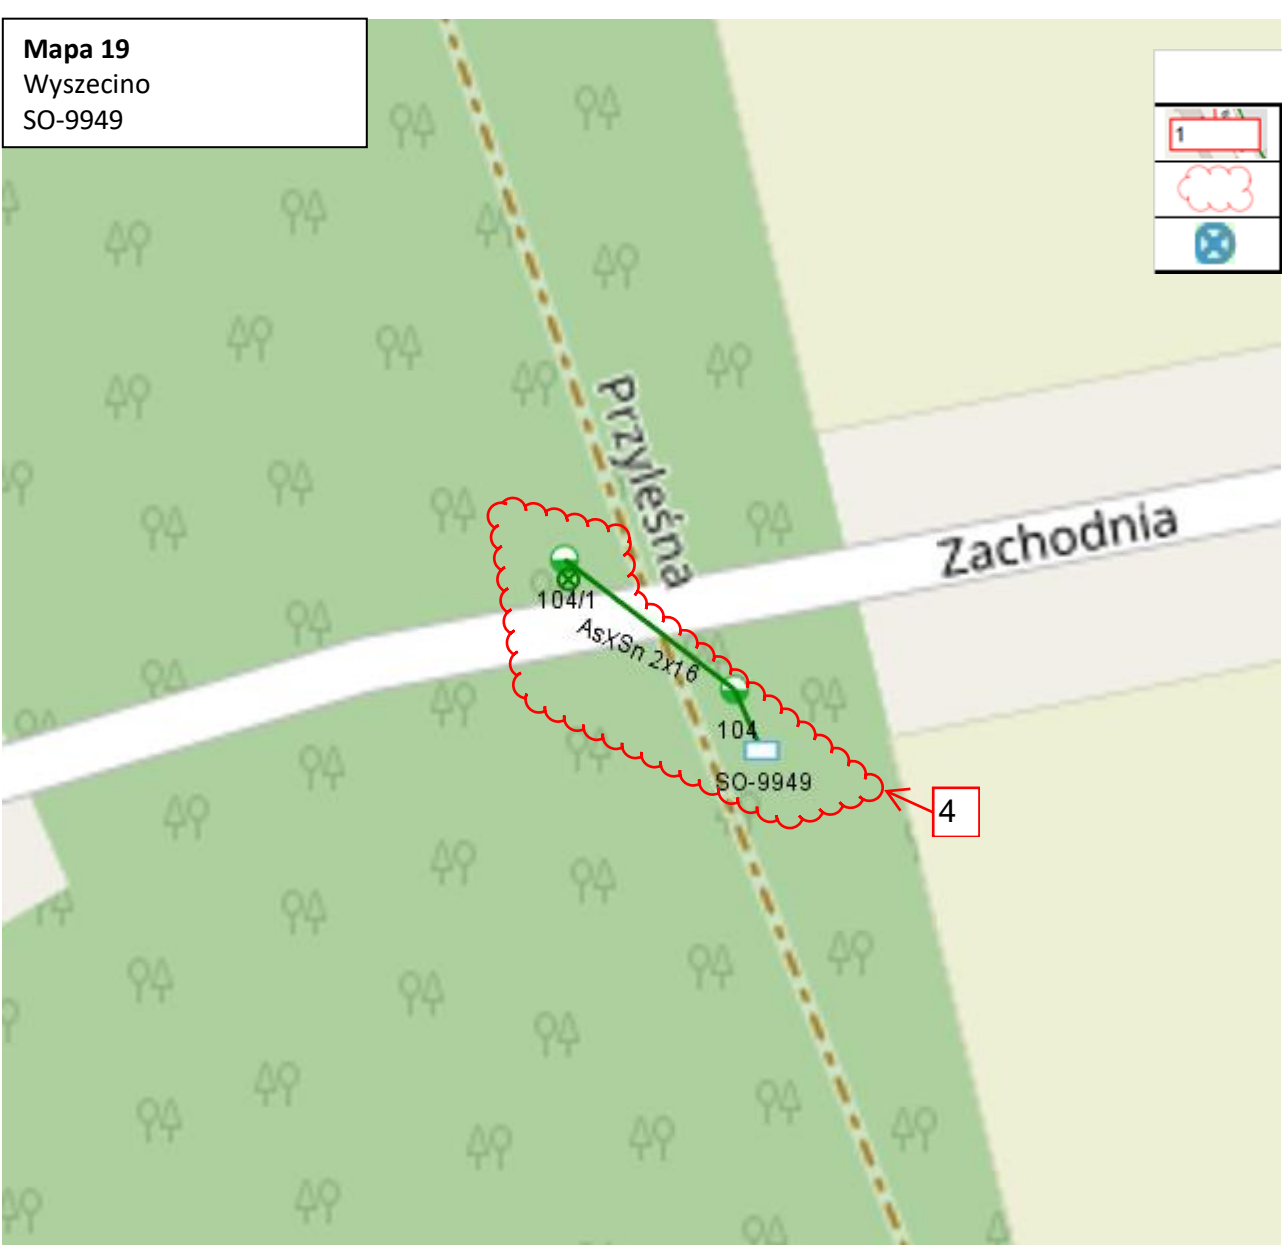 Mapa 19
Wyszecino
SO-9949
1
Przyleśna
Zachodnia
104/1
AsXSn 2x16
104
SO-9949
4